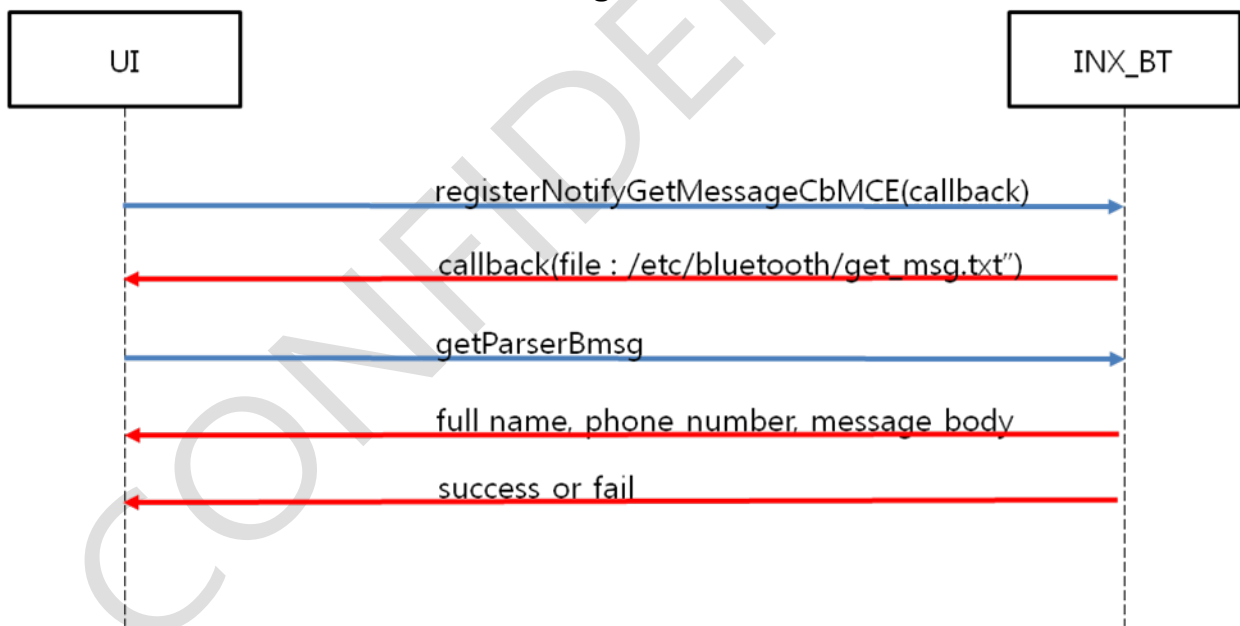 UI
INX_BT
registerNotifyGetMessageCbMCE(callback)
callback(file : /etc/bluetooth/get_msg.txt”)
getParserBmsg
full name, phone number, message body
success or fail